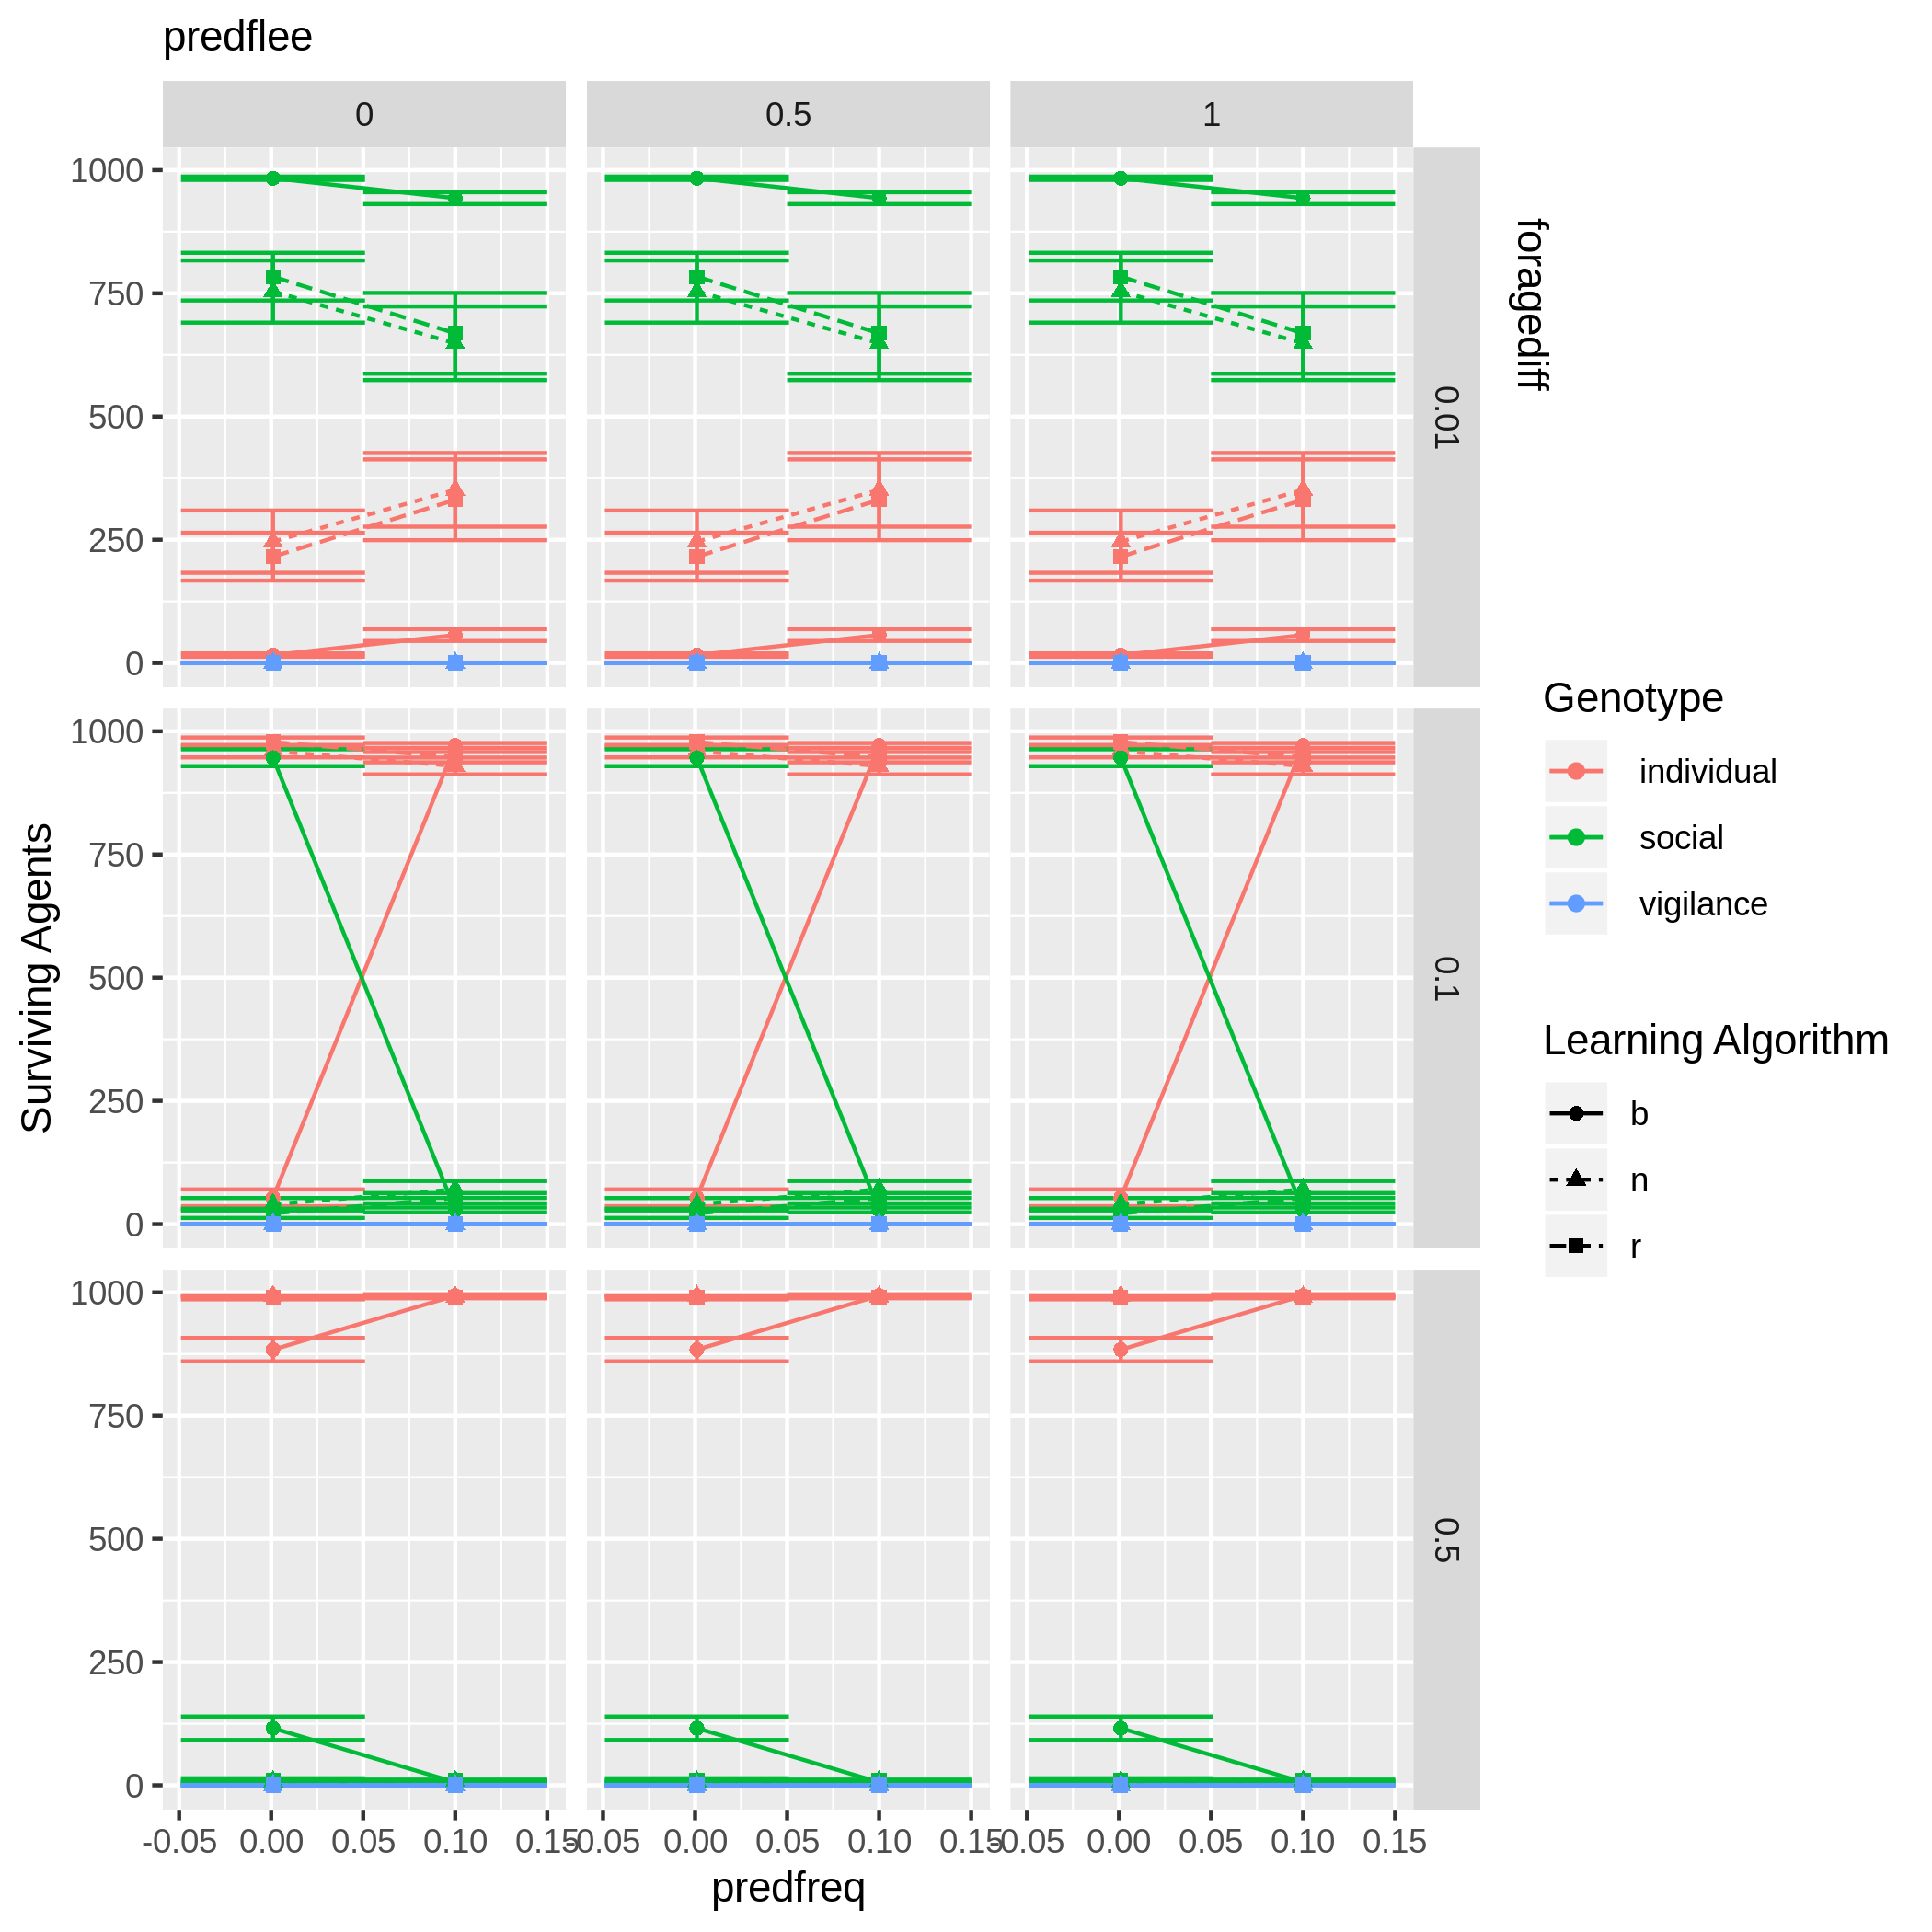 predflee
0 0.5 1
1000
750
500
250
0
0.01
foragediff
1000
750
500
250
0
0.1
1000
750
500
250
0
0.5
Surviving Agents
-0.05 0.00 0.05 0.10 0.15 -0.05 0.00 0.05 0.10 0.15 -0.05 0.00 0.05 0.10 0.15
predfreq
Genotype
individual
social
vigilance
Learning Algorithm
b
n
r